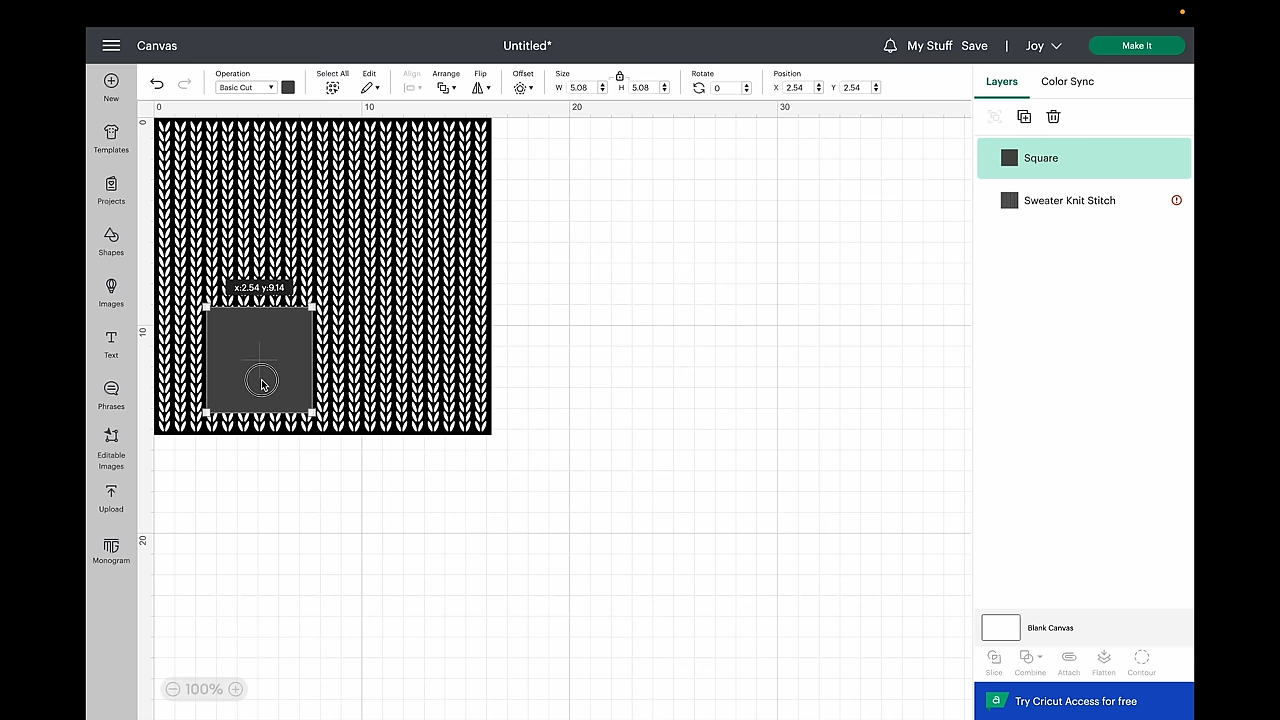 Canvas
Untitled*
My Stuff
Save
|
Joy
Make It
New
Templates
Projects
Shapes
Images
Text
Phrases
Editable
Images
Upload
Monogram
Operation
Basic Cut
Select All
Edit
Align
Arrange
Flip
Offset
Size
W 5.08
H 5.08
Rotate
0
Position
X 2.54
Y 2.54
0
10
20
30
0
10
20
x:2.54 y:9.14
100%
Layers
Color Sync
Square
Sweater Knit Stitch
Blank Canvas
Slice
Combine
Attach
Flatten
Contour
Try Cricut Access for free